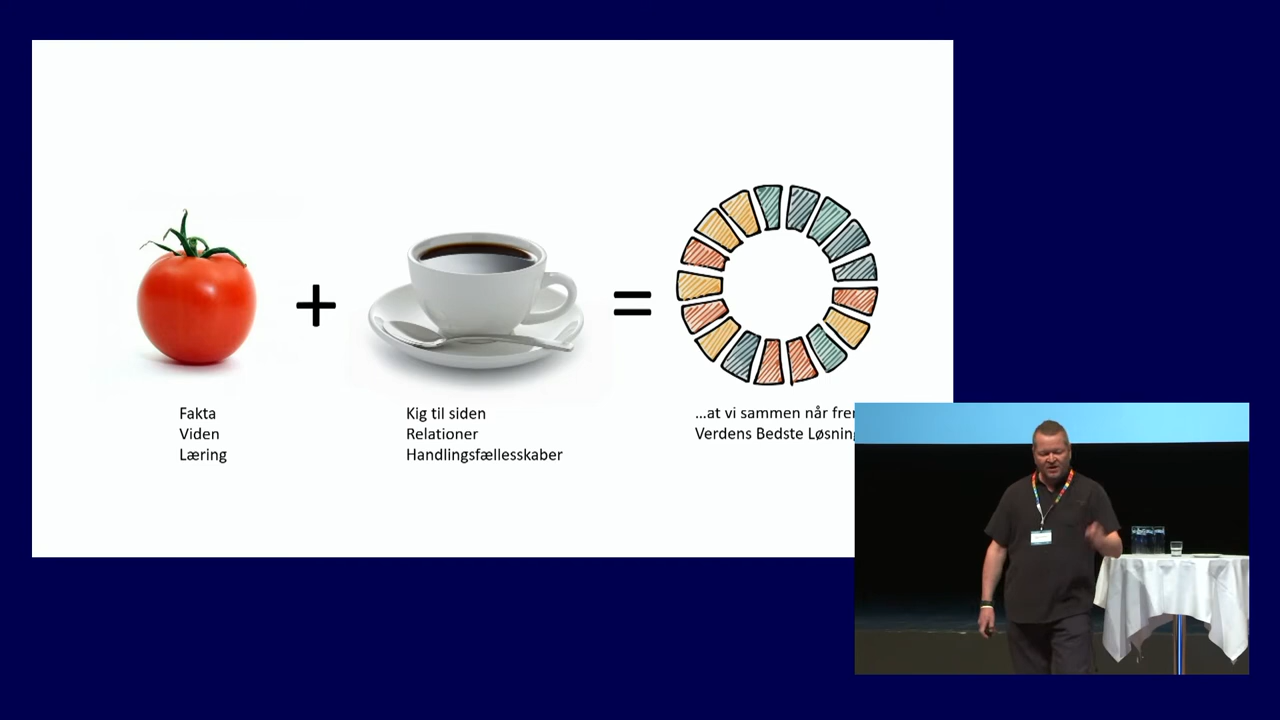 +
=
Fakta
Viden
Læring
Kig til siden
Relationer
Handlingsfællesskaber
...at vi sammen når
Verdens Bedste